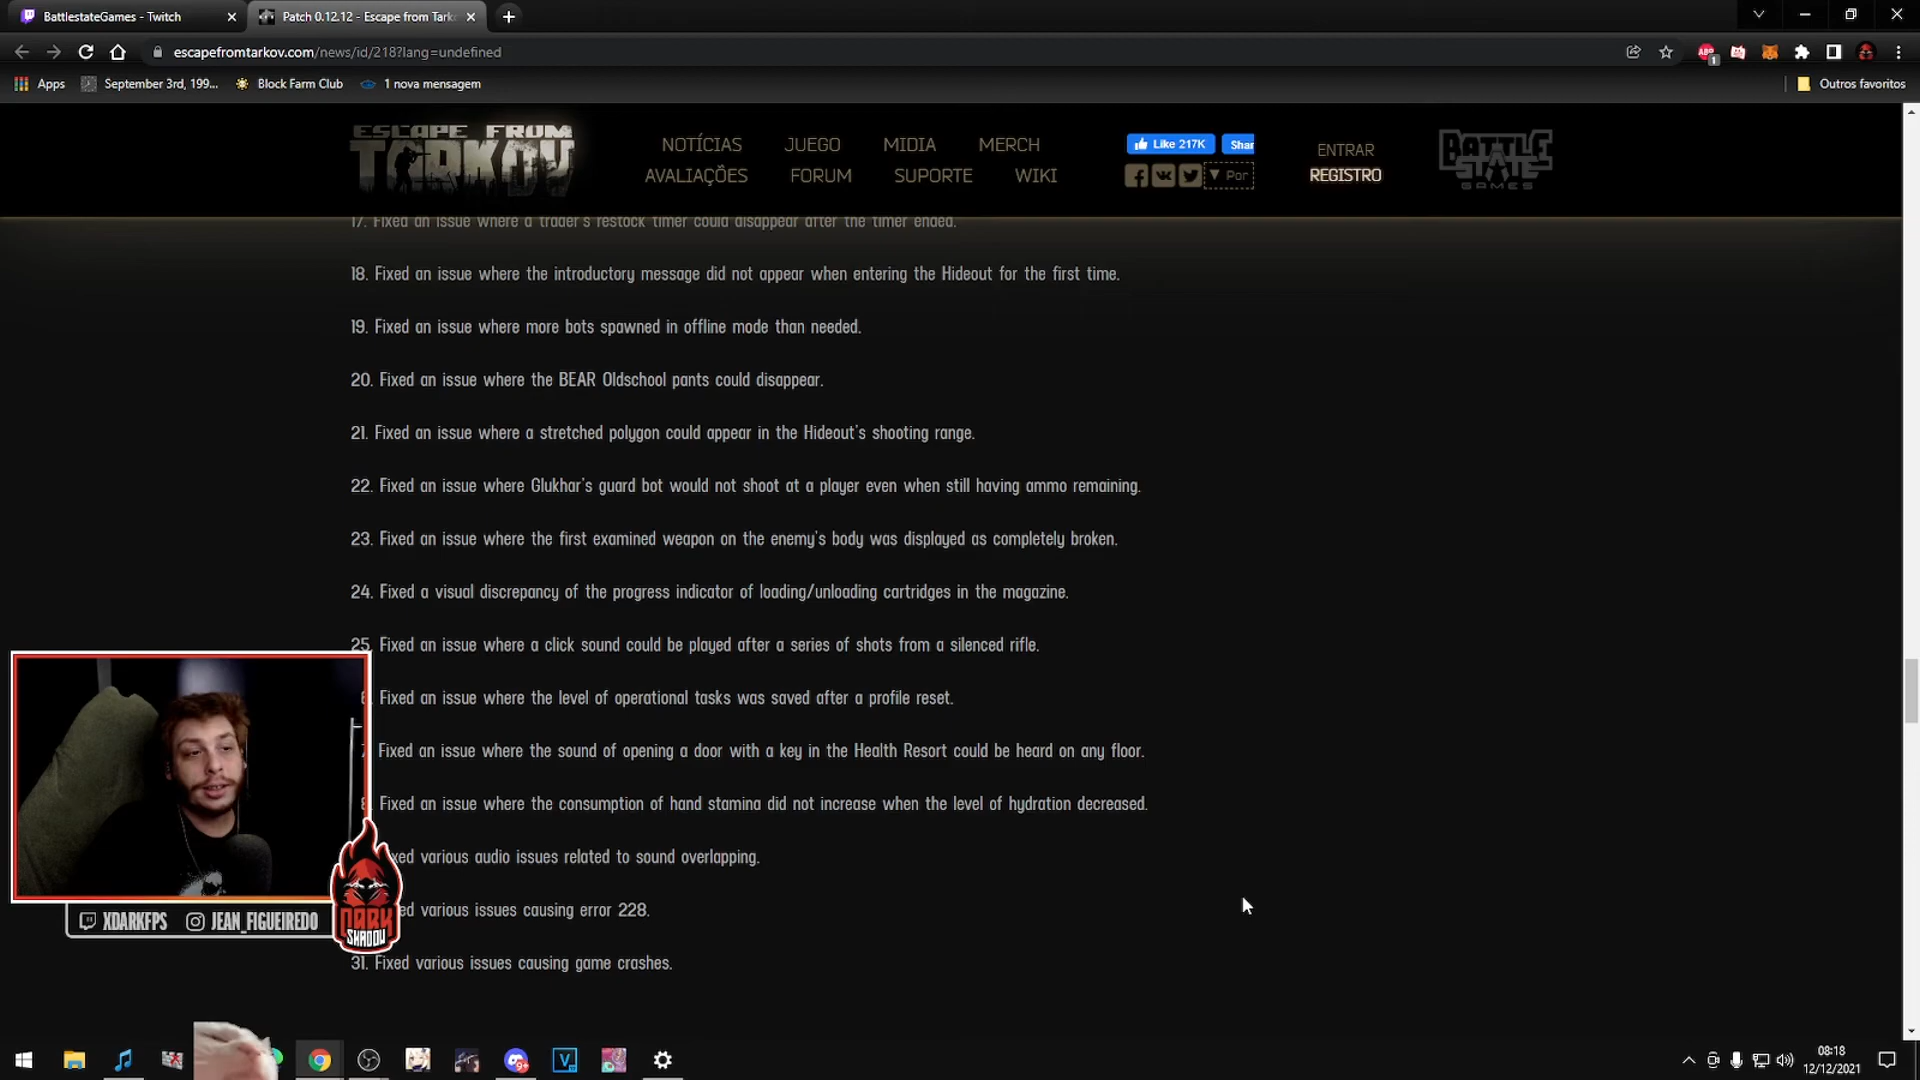 BattlestateGames - Twitch
Patch 0.12.12 - Escape from Tarko
escapefromtarkov.com/news/id/218?lang=undefined
Apps
September 3rd, 199...
Block Farm Club
1 nova mensagem
Outros favoritos
ESCAPE FROM
TARKOV
NOTÍCIAS JUEGO MIDIA MERCH
AVALIAÇÕES FORUM SUPORTE WIKI
Like 217K
Shar
Por
ENTRAR
REGISTRO
BATTLE
STATE
GAMES
17. Fixed an issue where a trader's restock timer could disappear after the timer ended.
18. Fixed an issue where the introductory message did not appear when entering the Hideout for the first time.
19. Fixed an issue where more bots spawned in offline mode than needed.
20. Fixed an issue where the BEAR Oldschool pants could disappear.
21. Fixed an issue where a stretched polygon could appear in the Hideout's shooting range.
22. Fixed an issue where Glukhar's guard bot would not shoot at a player even when still having ammo remaining.
23. Fixed an issue where the first examined weapon on the enemy's body was displayed as completely broken.
24. Fixed a visual discrepancy of the progress indicator of loading/unloading cartridges in the magazine.
25. Fixed an issue where a click sound could be played after a series of shots from a silenced rifle.
Fixed an issue where the level of operational tasks was saved after a profile reset.
Fixed an issue where the sound of opening a door with a key in the Health Resort could be heard on any floor.
Fixed an issue where the consumption of hand stamina did not increase when the level of hydration decreased.
xed various audio issues related to sound overlapping.
ed various issues causing error 228.
31. Fixed various issues causing game crashes.
XDARKFPS JEAN_FIGUEIREDO
DARK
SHADOW
08:18
12/12/2021